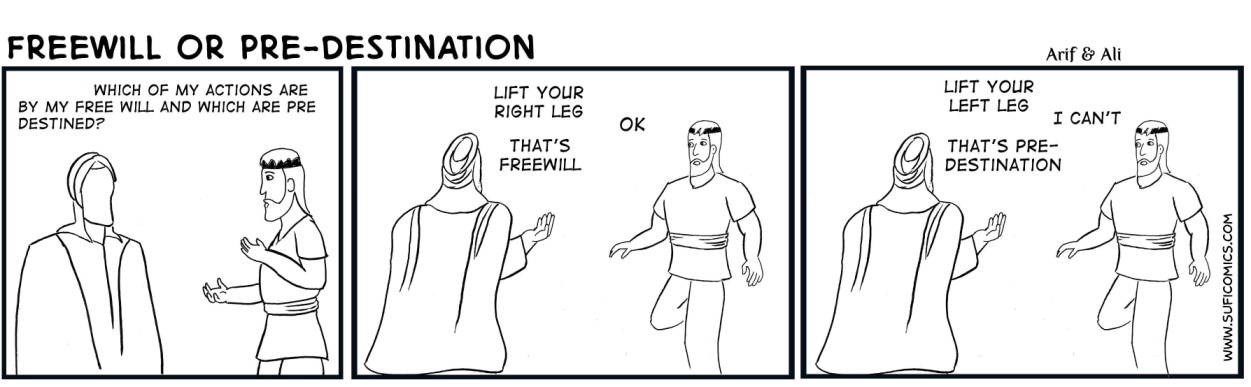 FREEWILL OR PRE-DESTINATION
Arif & Ali
WHICH OF MY ACTIONS ARE
BY MY FREE WILL AND WHICH ARE PRE
DESTINED?
LIFT YOUR
RIGHT LEG
OK
THAT'S
FREEWILL
LIFT YOUR
LEFT LEG
I CAN'T
THAT'S PRE-
DESTINATION
WWW.SUFICOMICS.COM